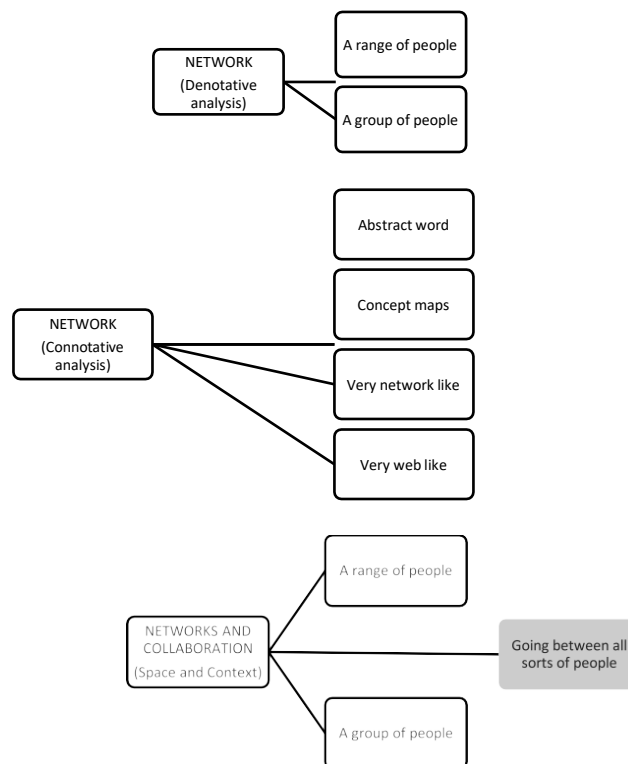 A range of people
NETWORK
(Denotative
analysis)
A group of people
Abstract word
Concept maps
NETWORK
(Connotative
analysis)
Very network like
Very web like
A range of people
NETWORKS AND
COLLABORATION
(Space and Context)
Going between all
sorts of people
A group of people